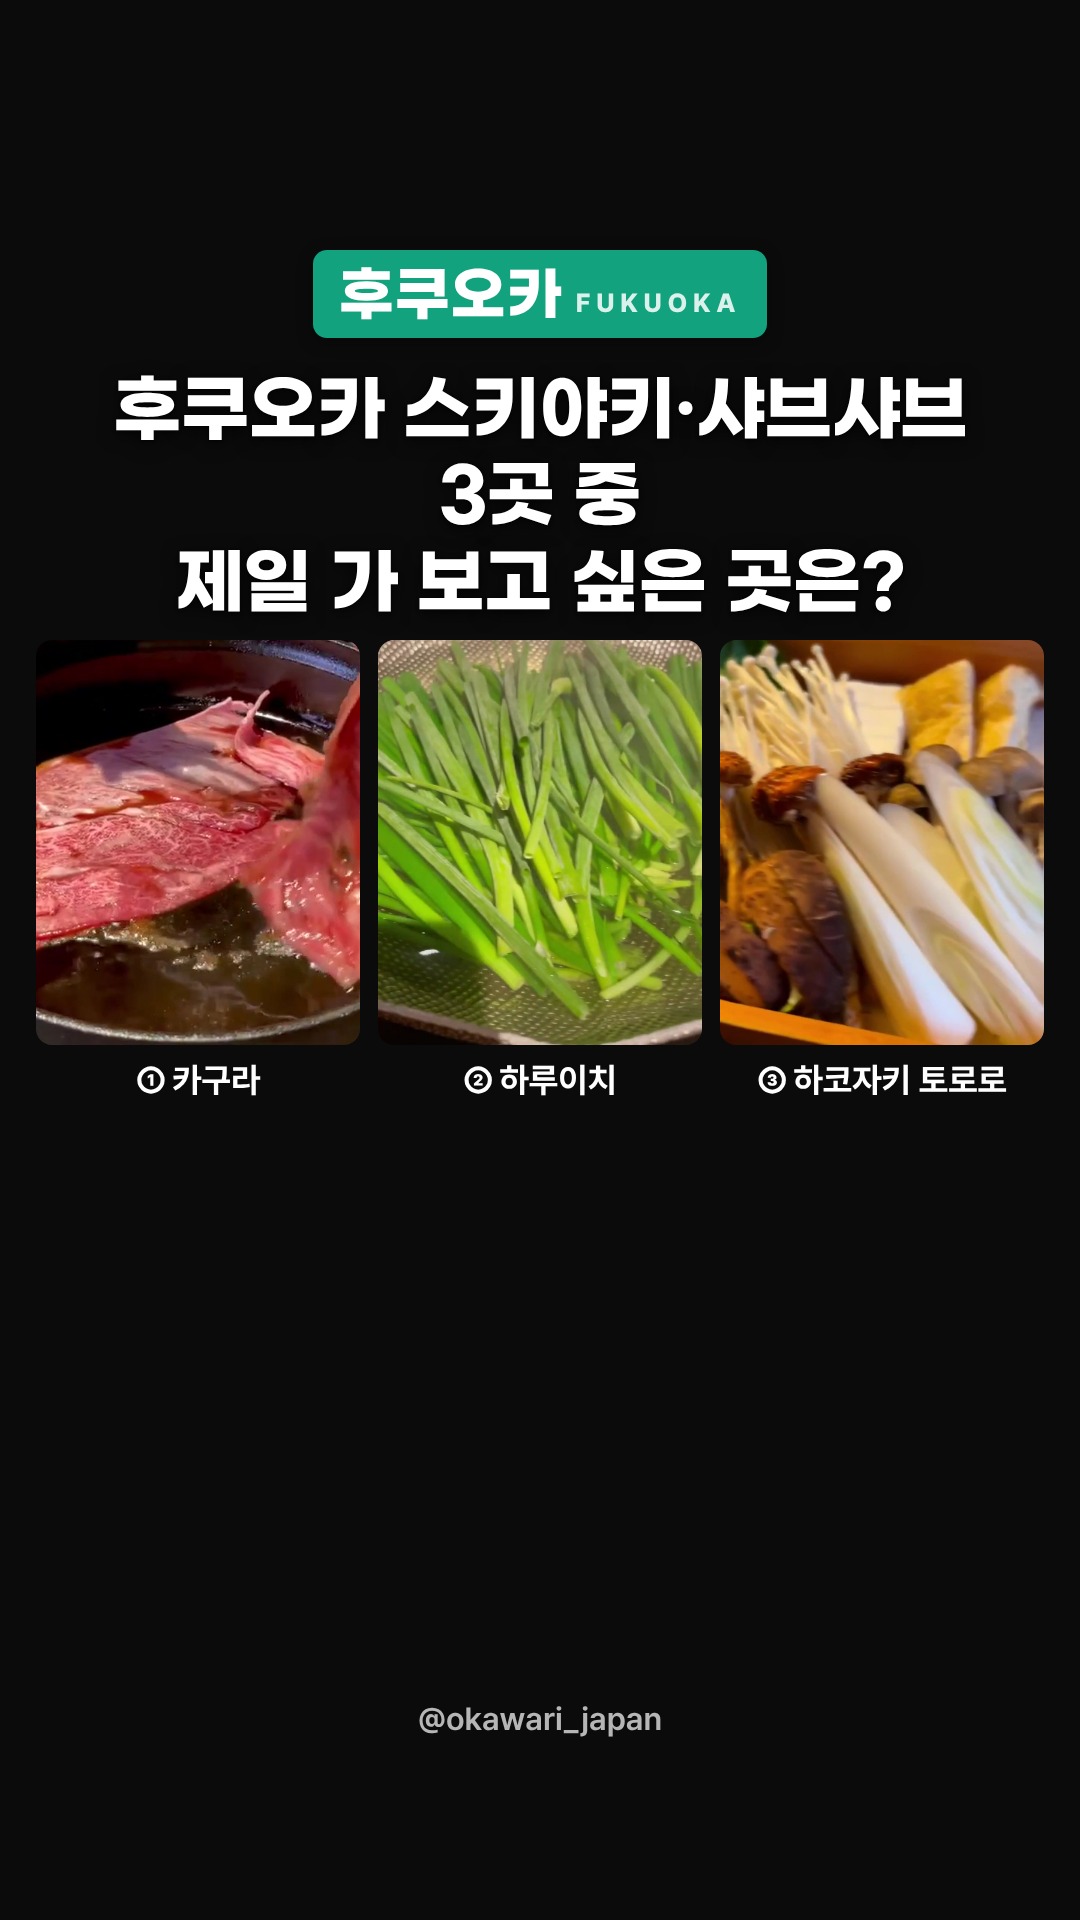 후쿠오카 FUKUOKA
후쿠오카 스키야키·샤브샤브
3곳 중
제일 가 보고 싶은 곳은?
① 카구라
② 하루이치
③ 하코자키 토로로
@okawari_japan